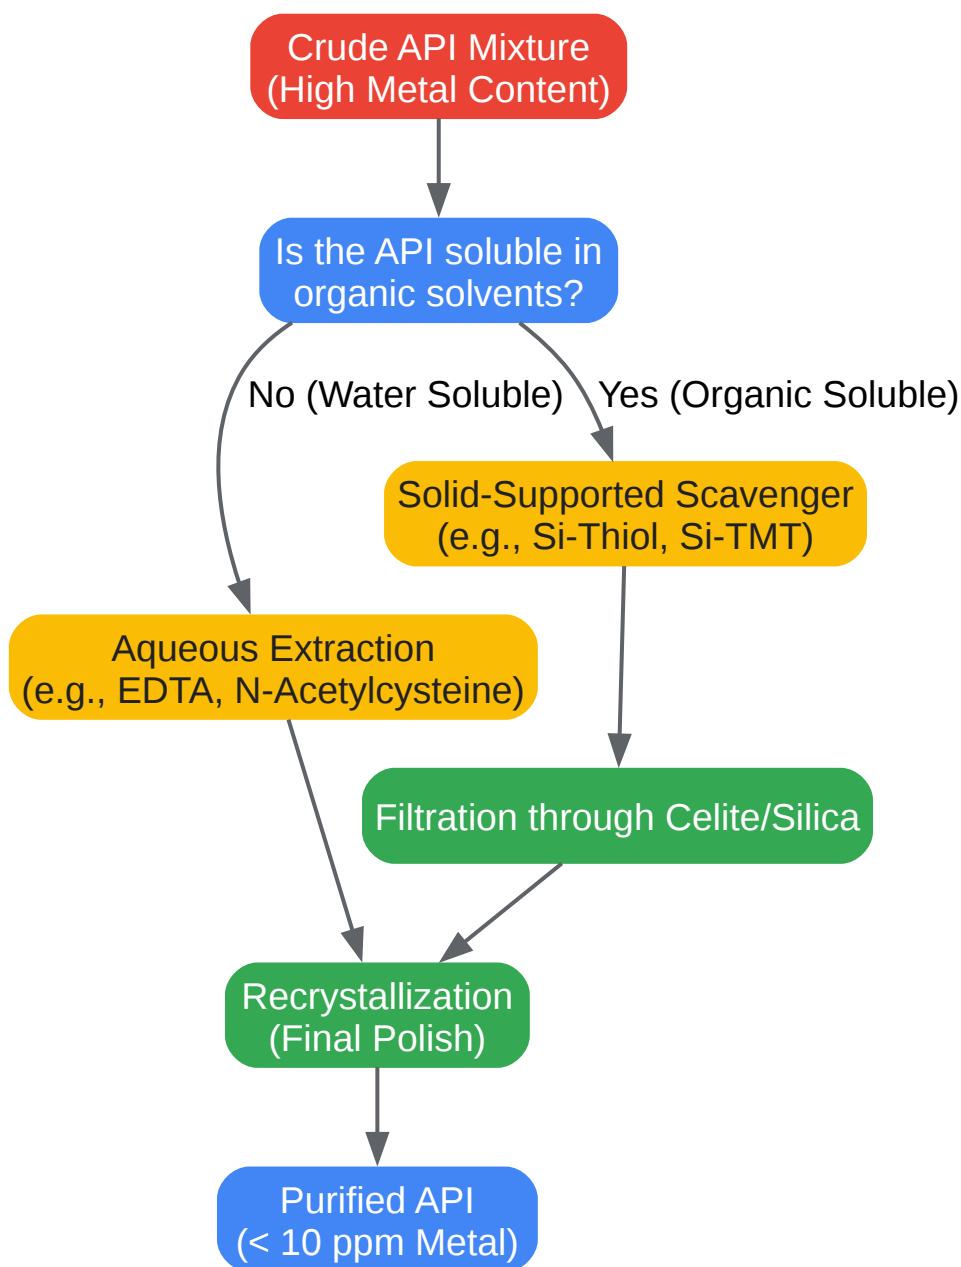 Crude API Mixture
(High Metal Content)
Is the API soluble in
organic solvents?
No (Water Soluble)
Yes (Organic Soluble)
Solid-Supported Scavenger
(e.g., Si-Thiol, Si-TMT)
Aqueous Extraction
(e.g., EDTA, N-Acetylcysteine)
Filtration through Celite/Silica
Recrystallization
(Final Polish)
Purified API
(< 10 ppm Metal)